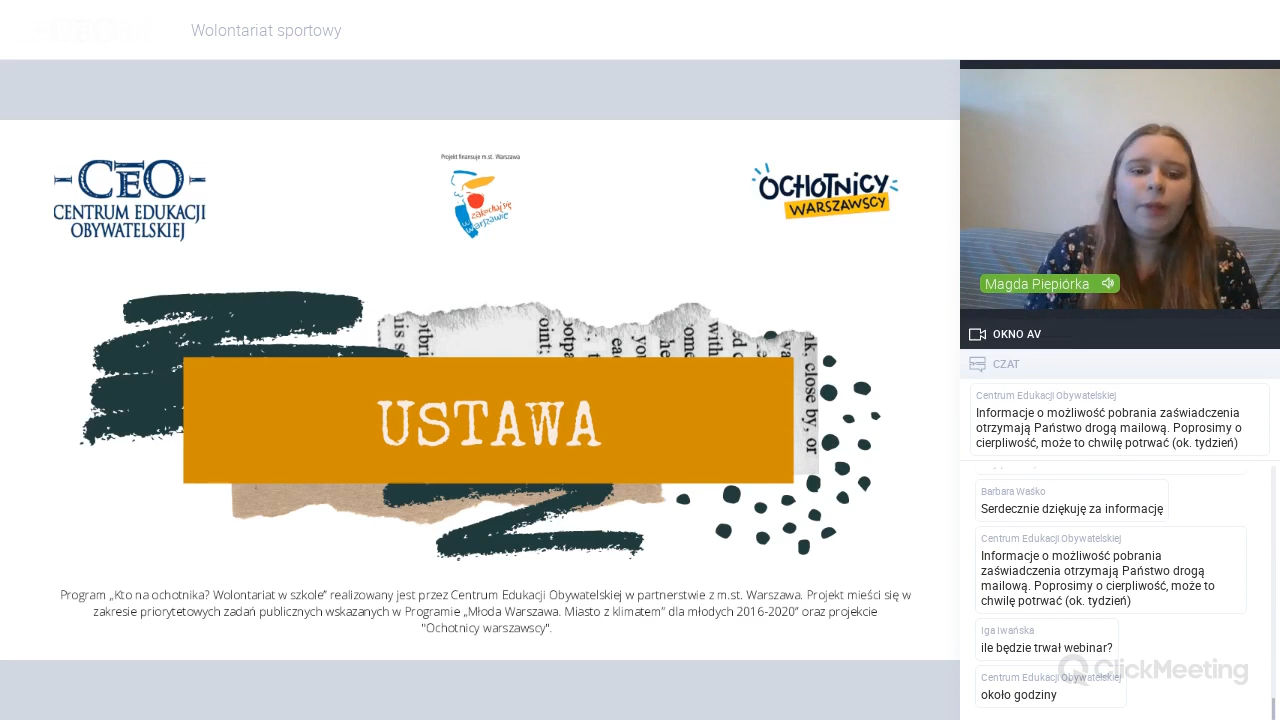 Wolontariat sportowy
CEO
CENTRUM EDUKACJI
OBYWATELSKIEJ
Projekt finansuje m.st. Warszawa
zakochaj się
w warszawie
OCHOTNICY
WARSZAWSCY
USTAWA
Program „Kto na ochotnika? Wolontariat w szkole” realizowany jest przez Centrum Edukacji Obywatelskiej w partnerstwie z m.st. Warszawa. Projekt mieści się w
zakresie priorytetowych zadań publicznych wskazanych w Programie „Młoda Warszawa. Miasto z klimatem” dla młodych 2016-2020” oraz projekcie
"Ochotnicy warszawscy".
Magda Piepiórka
OKNO AV
CZAT
Centrum Edukacji Obywatelskiej
Informacje o możliwość pobrania zaświadczenia
otrzymają Państwo drogą mailową. Poprosimy o
cierpliwość, może to chwilę potrwać (ok. tydzień)
Barbara Waśko
Serdecznie dziękuję za informację
Centrum Edukacji Obywatelskiej
Informacje o możliwość pobrania
zaświadczenia otrzymają Państwo drogą
mailową. Poprosimy o cierpliwość, może to
chwilę potrwać (ok. tydzień)
Iga Iwańska
ile będzie trwał webinar?
Centrum Edukacji Obywatelskiej
około godziny
ClickMeeting